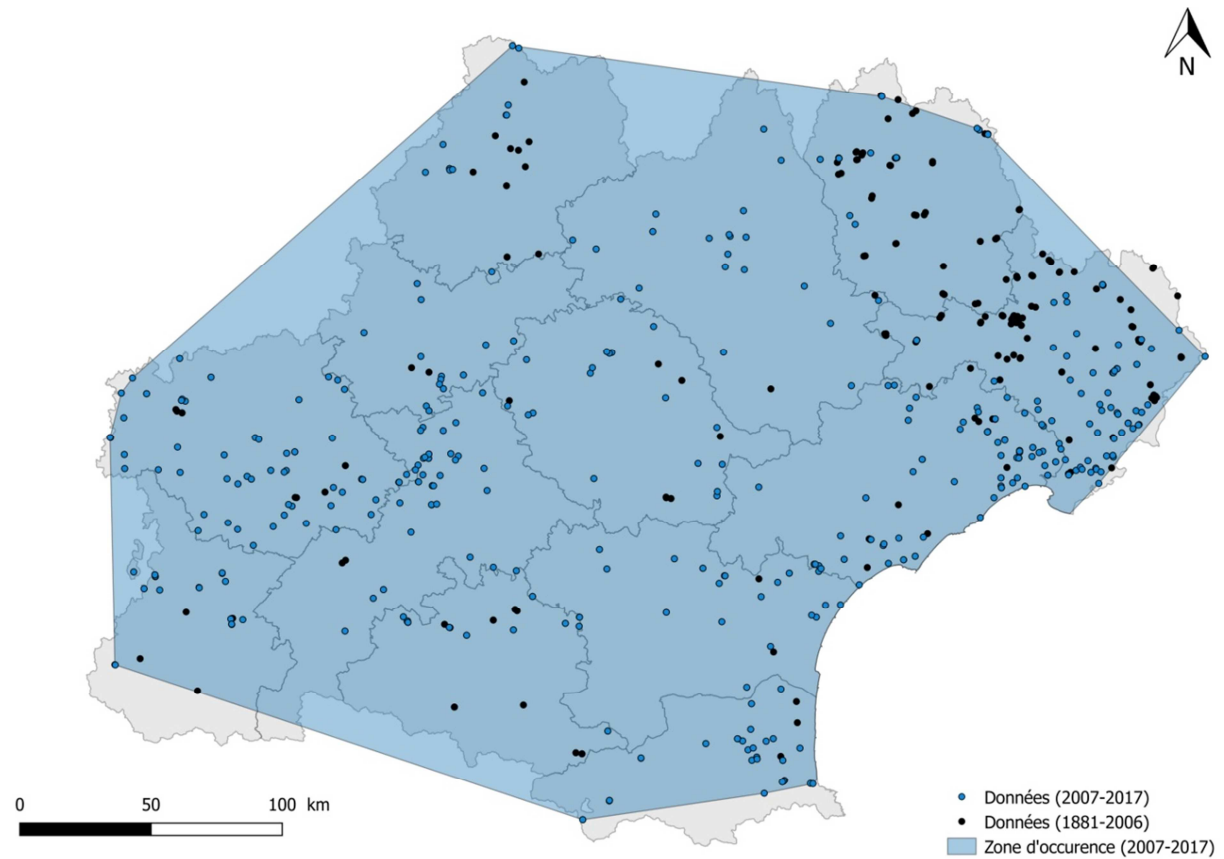 N
0 50 100 km
Données (2007-2017)
Données (1881-2006)
Zone d'occurence (2007-2017)